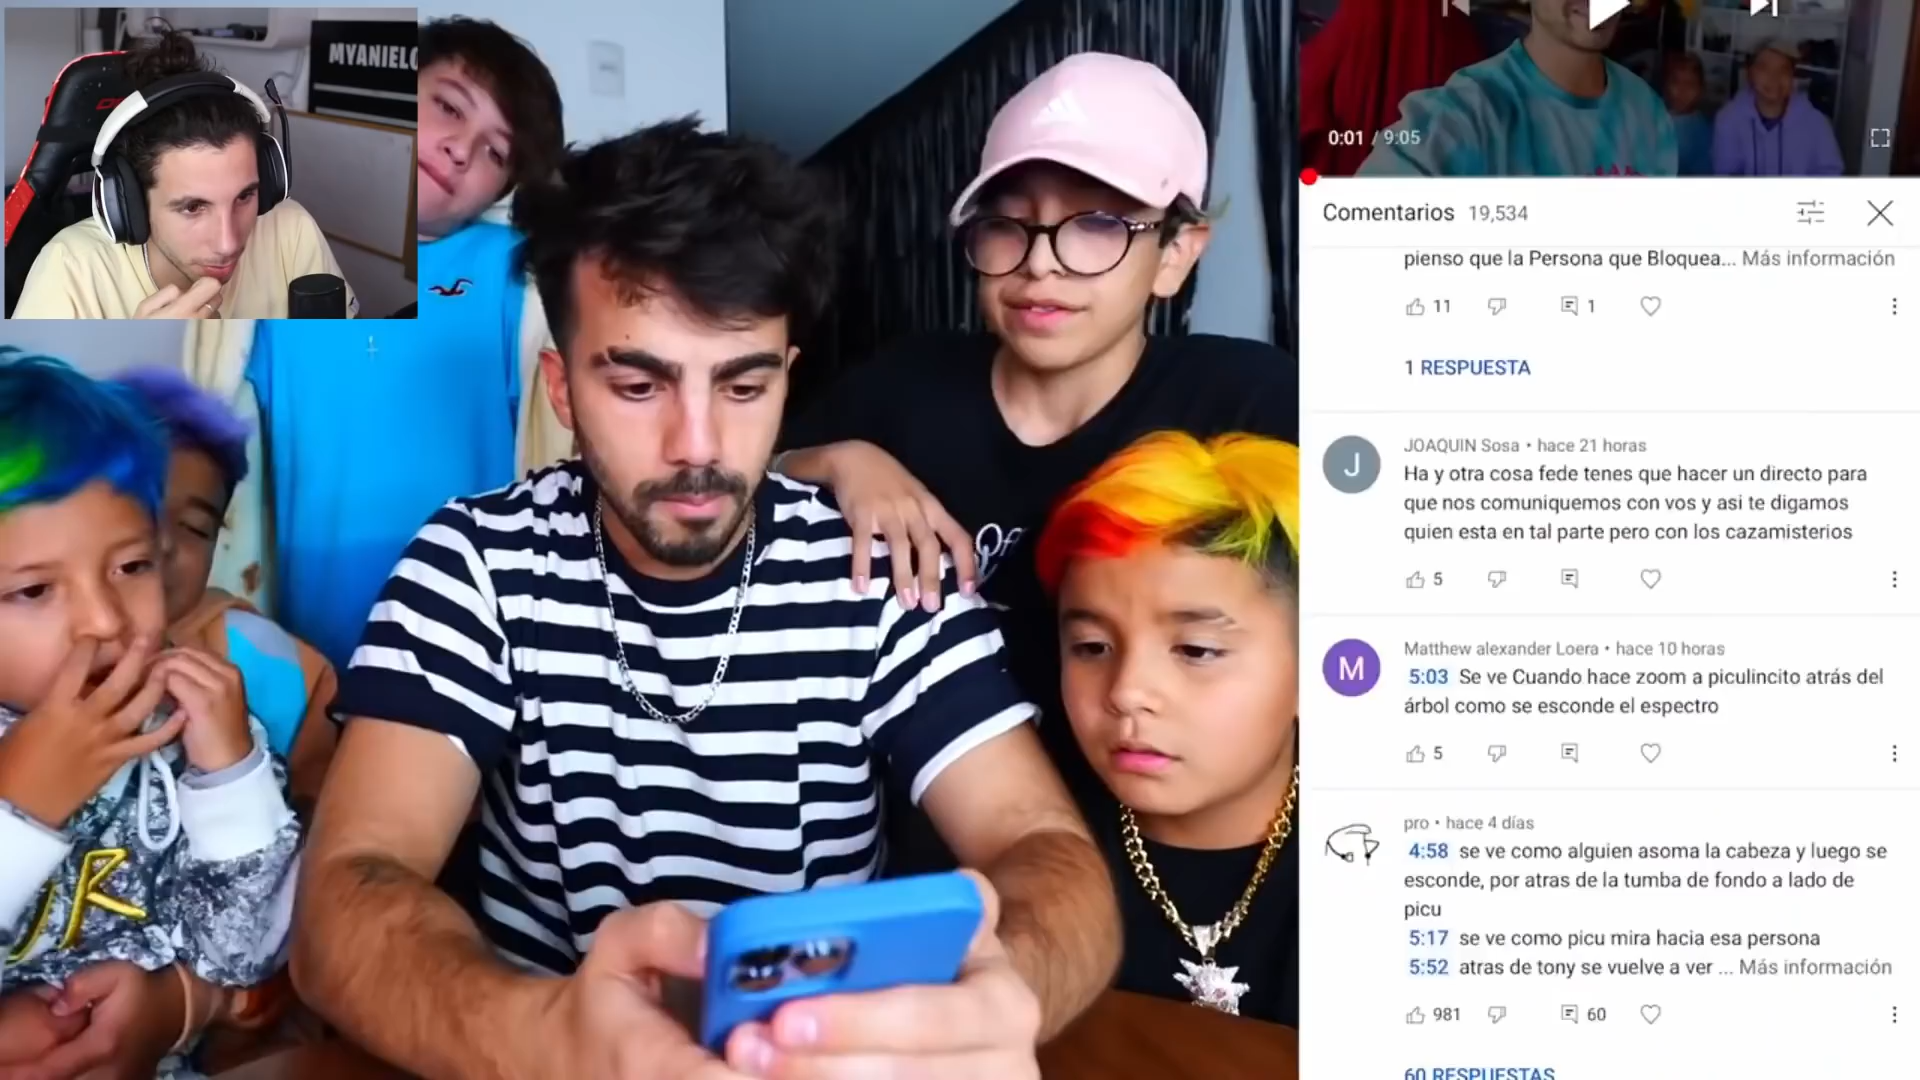 MYANIELO
0:01 / 9:05
Comentarios 19,534
pienso que la Persona que Bloquea... Más información
11
1
1 RESPUESTA
J
JOAQUIN Sosa • hace 21 horas
Ha y otra cosa fede tenes que hacer un directo para
que nos comuniquemos con vos y asi te digamos
quien esta en tal parte pero con los cazamisterios
5
M
Matthew alexander Loera • hace 10 horas
5:03 Se ve Cuando hace zoom a piculincito atrás del
árbol como se esconde el espectro
5
pro • hace 4 días
4:58 se ve como alguien asoma la cabeza y luego se
esconde, por atras de la tumba de fondo a lado de
picu
5:17 se ve como picu mira hacia esa persona
5:52 atras de tony se vuelve a ver ... Más información
981
60
60 RESPUESTAS